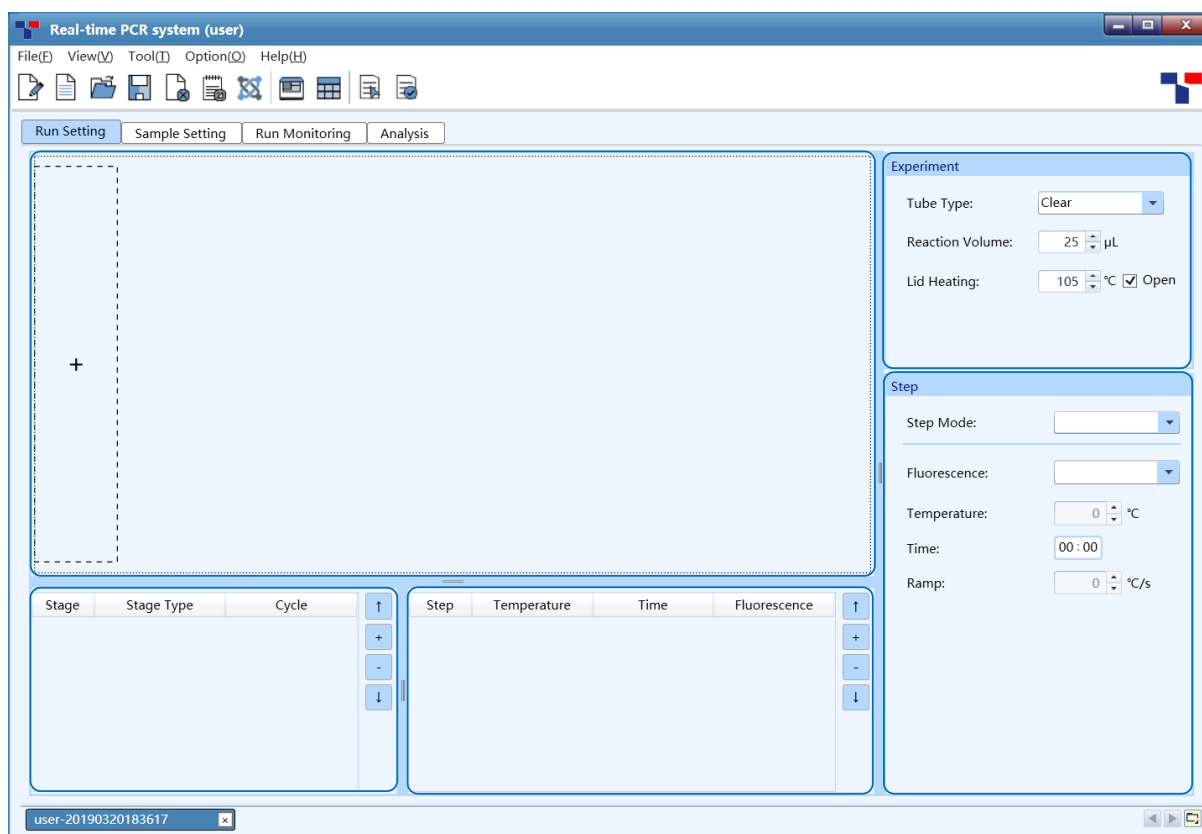 Real-time PCR system (user)
File(F) View(V) Tool(T) Option(O) Help(H)
Run Setting Sample Setting Run Monitoring Analysis
+
Experiment
Tube Type: Clear
Reaction Volume: 25 μL
Lid Heating: 105 ℃ Open
Step
Step Mode:
Fluorescence:
Temperature: 0 ℃
Time: 00:00
Ramp: 0 ℃/s
Stage Stage Type Cycle ↑
+
-
↓
Step Temperature Time Fluorescence ↑
+
-
↓
user-20190320183617 x